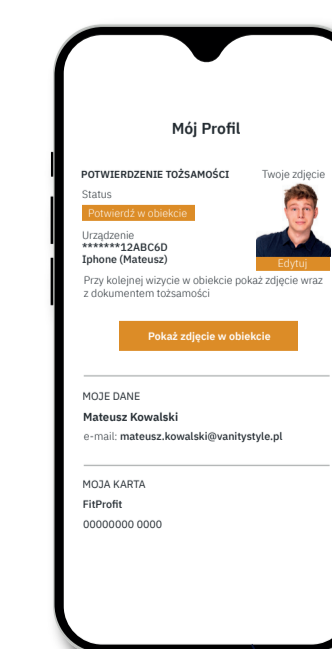 Mój Profil
POTWIERDZENIE TOŻSAMOŚCI
Twoje zdjęcie
Status
Potwierdź w obiekcie
Urządzenie
*******12ABC6D
Iphone (Mateusz)
Edytuj
Przy kolejnej wizycie w obiekcie pokaż zdjęcie wraz
z dokumentem tożsamości
Pokaż zdjęcie w obiekcie
MOJE DANE
Mateusz Kowalski
e-mail: mateusz.kowalski@vanitystyle.pl
MOJA KARTA
FitProfit
00000000 0000